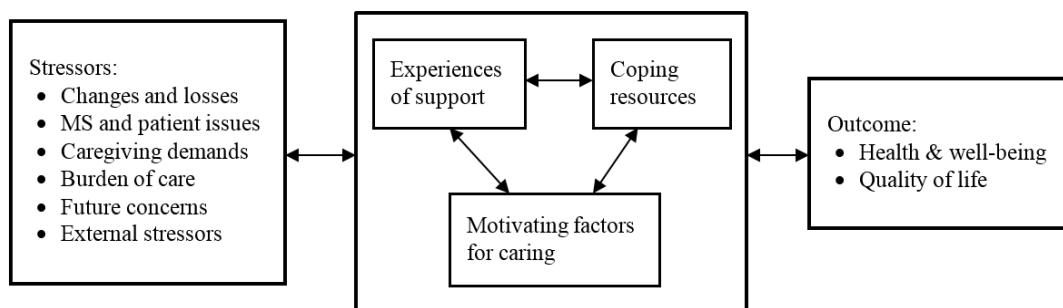 Stressors:
• Changes and losses
• MS and patient issues
• Caregiving demands
• Burden of care
• Future concerns
• External stressors
Experiences
of support
Coping
resources
Motivating factors
for caring
Outcome:
• Health & well-being
• Quality of life